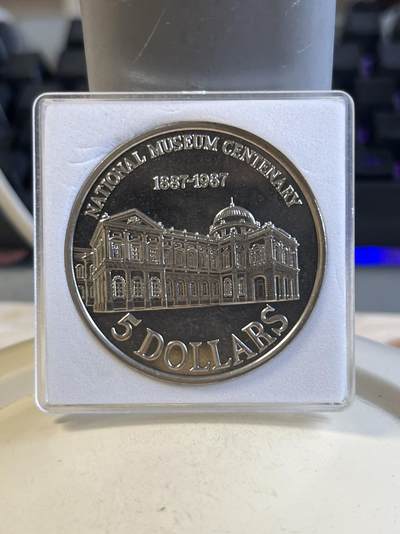 NATIONAL MUSEUM CENTENARY
1887-1987
5 DOLLARS